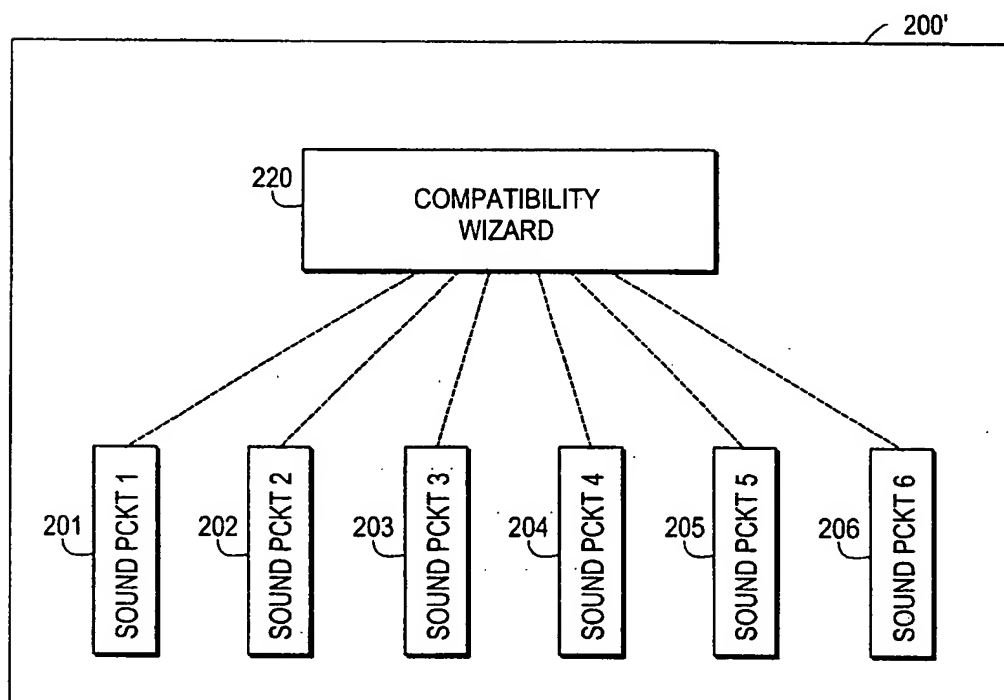 200'
220
COMPATIBILITY
WIZARD
201
SOUND PCKT 1
202
SOUND PCKT 2
203
SOUND PCKT 3
204
SOUND PCKT 4
205
SOUND PCKT 5
206
SOUND PCKT 6